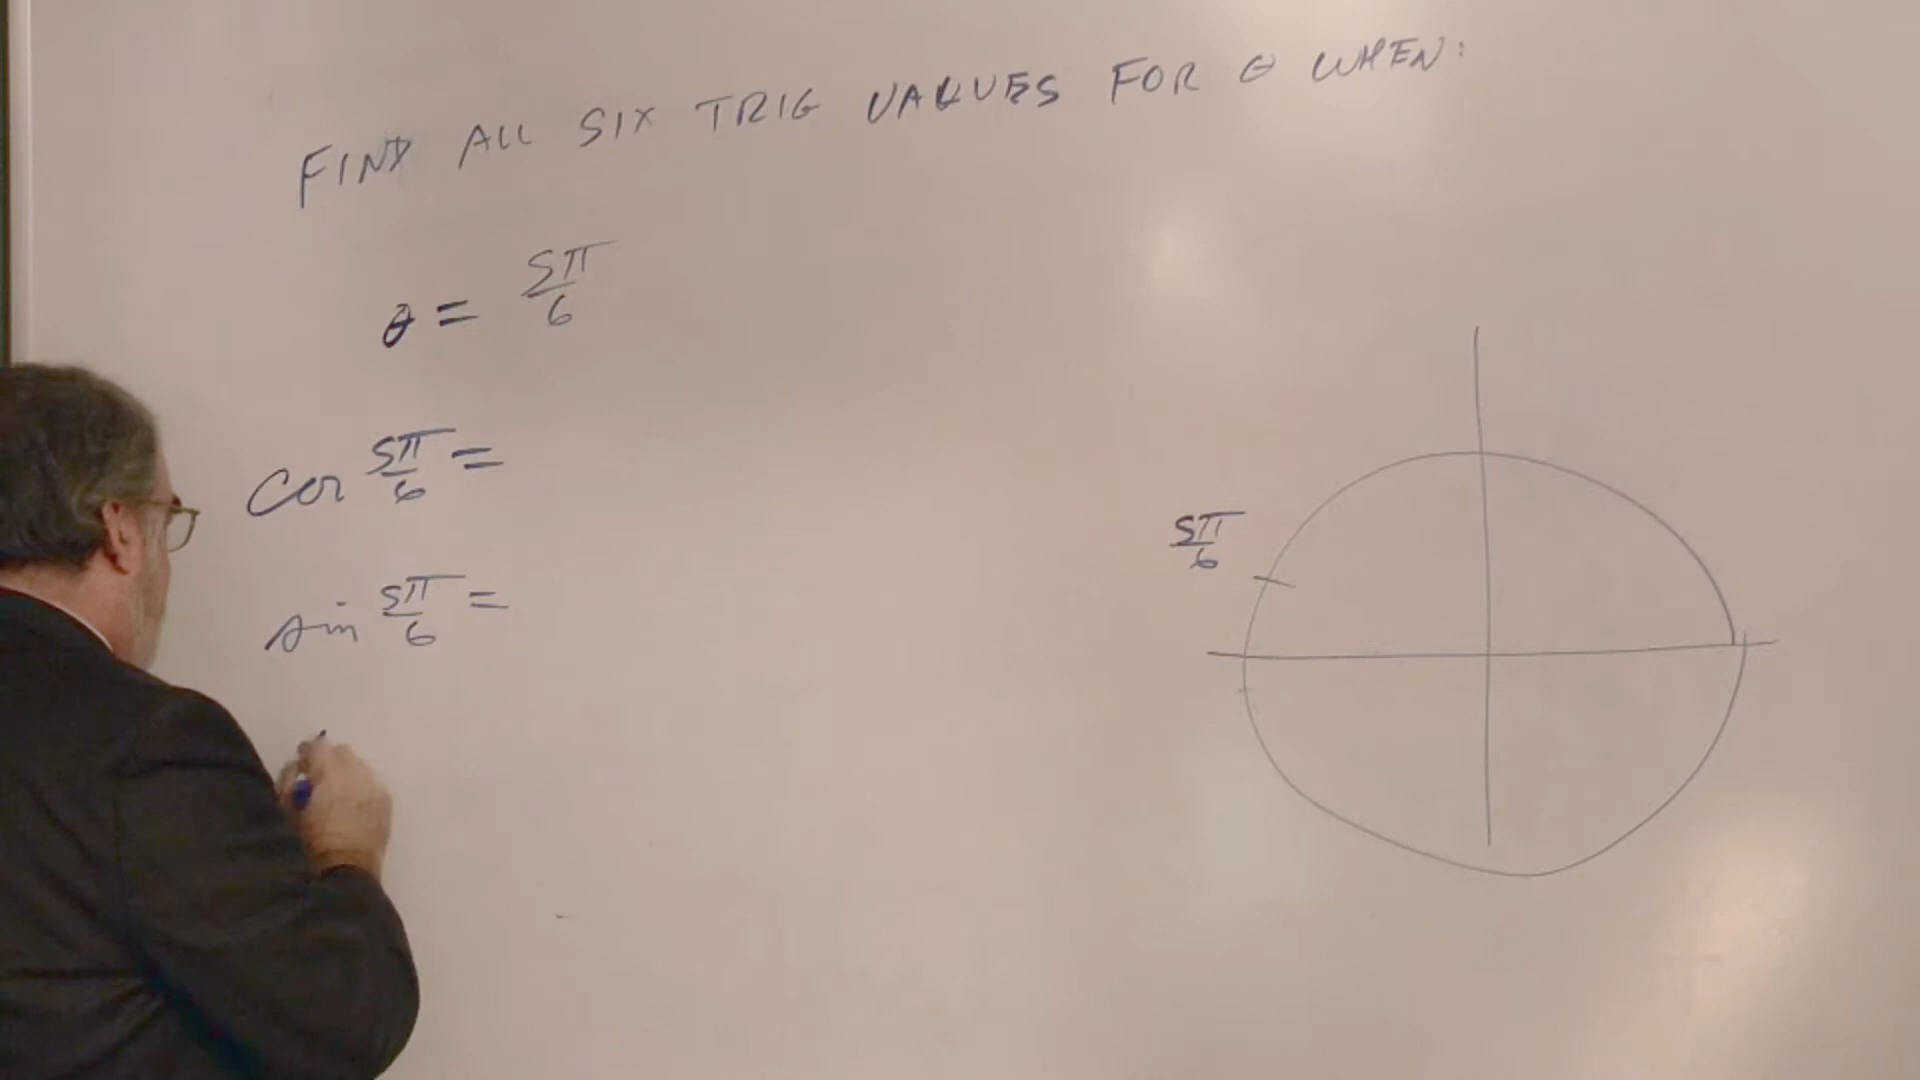 FIND ALL SIX TRIG VALUES FOR θ WHEN:
θ = 5π/6
cos 5π/6 =
sin 5π/6 =
5π/6